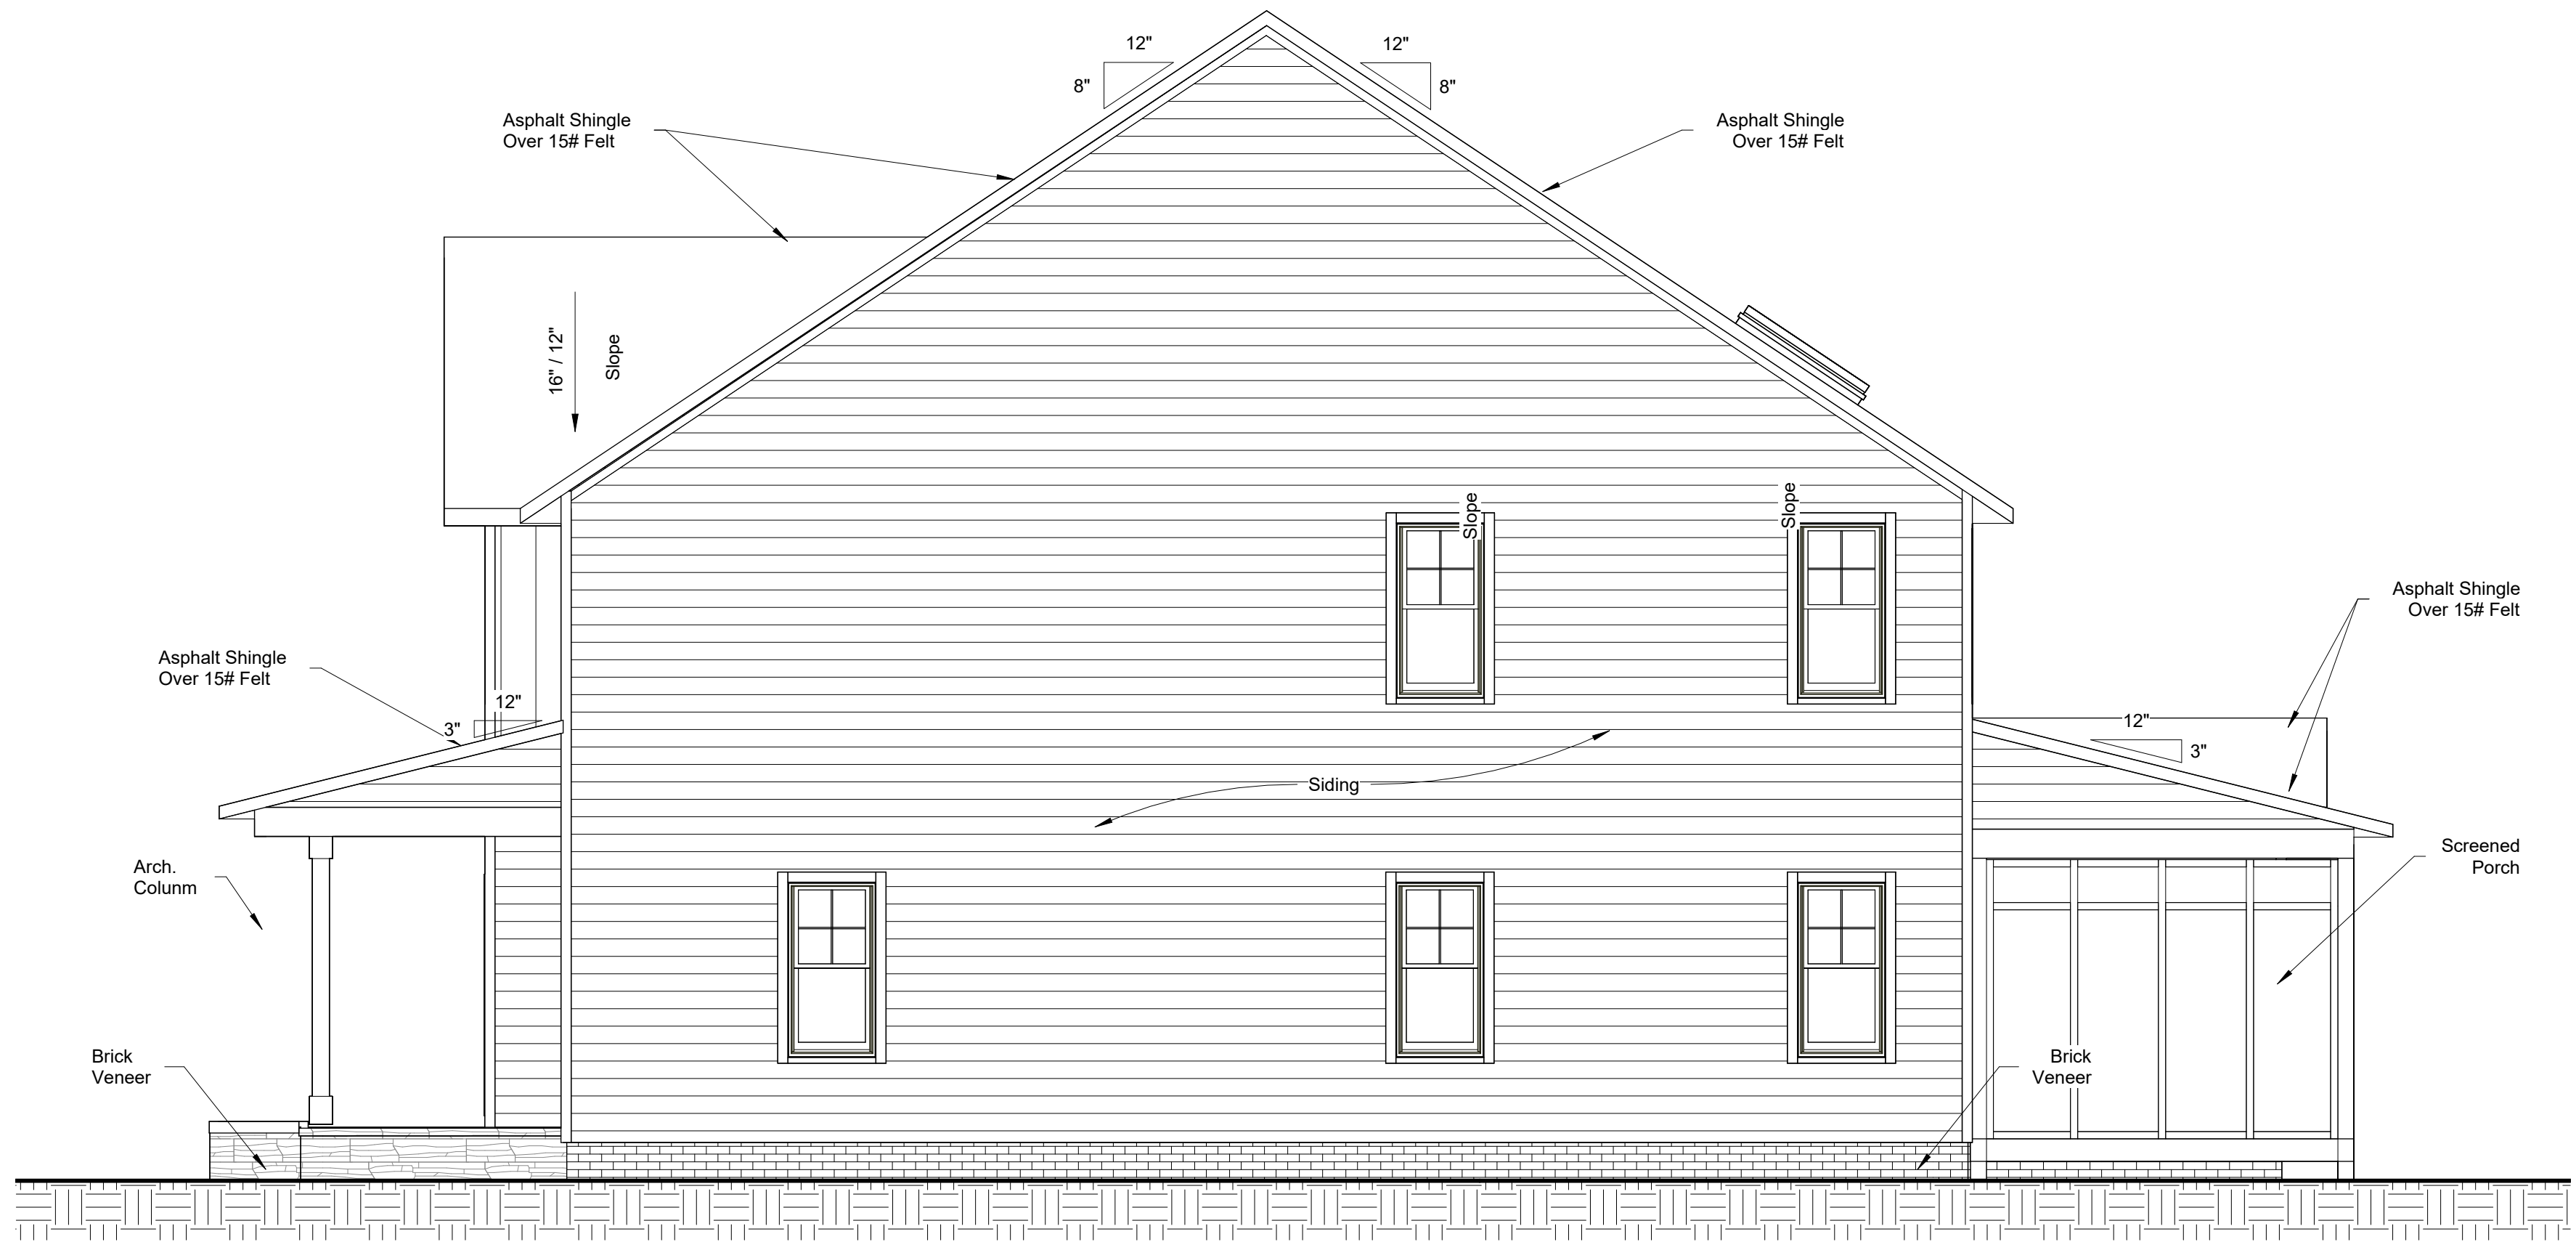 12"
12"
8"
8"
Asphalt Shingle
Over 15# Felt
Asphalt Shingle
Over 15# Felt
16" / 12"
Slope
Slope
Slope
Asphalt Shingle
Over 15# Felt
Asphalt Shingle
Over 15# Felt
12"
3"
12"
3"
Siding
Arch.
Colunm
Screened
Porch
Brick
Veneer
Brick
Veneer